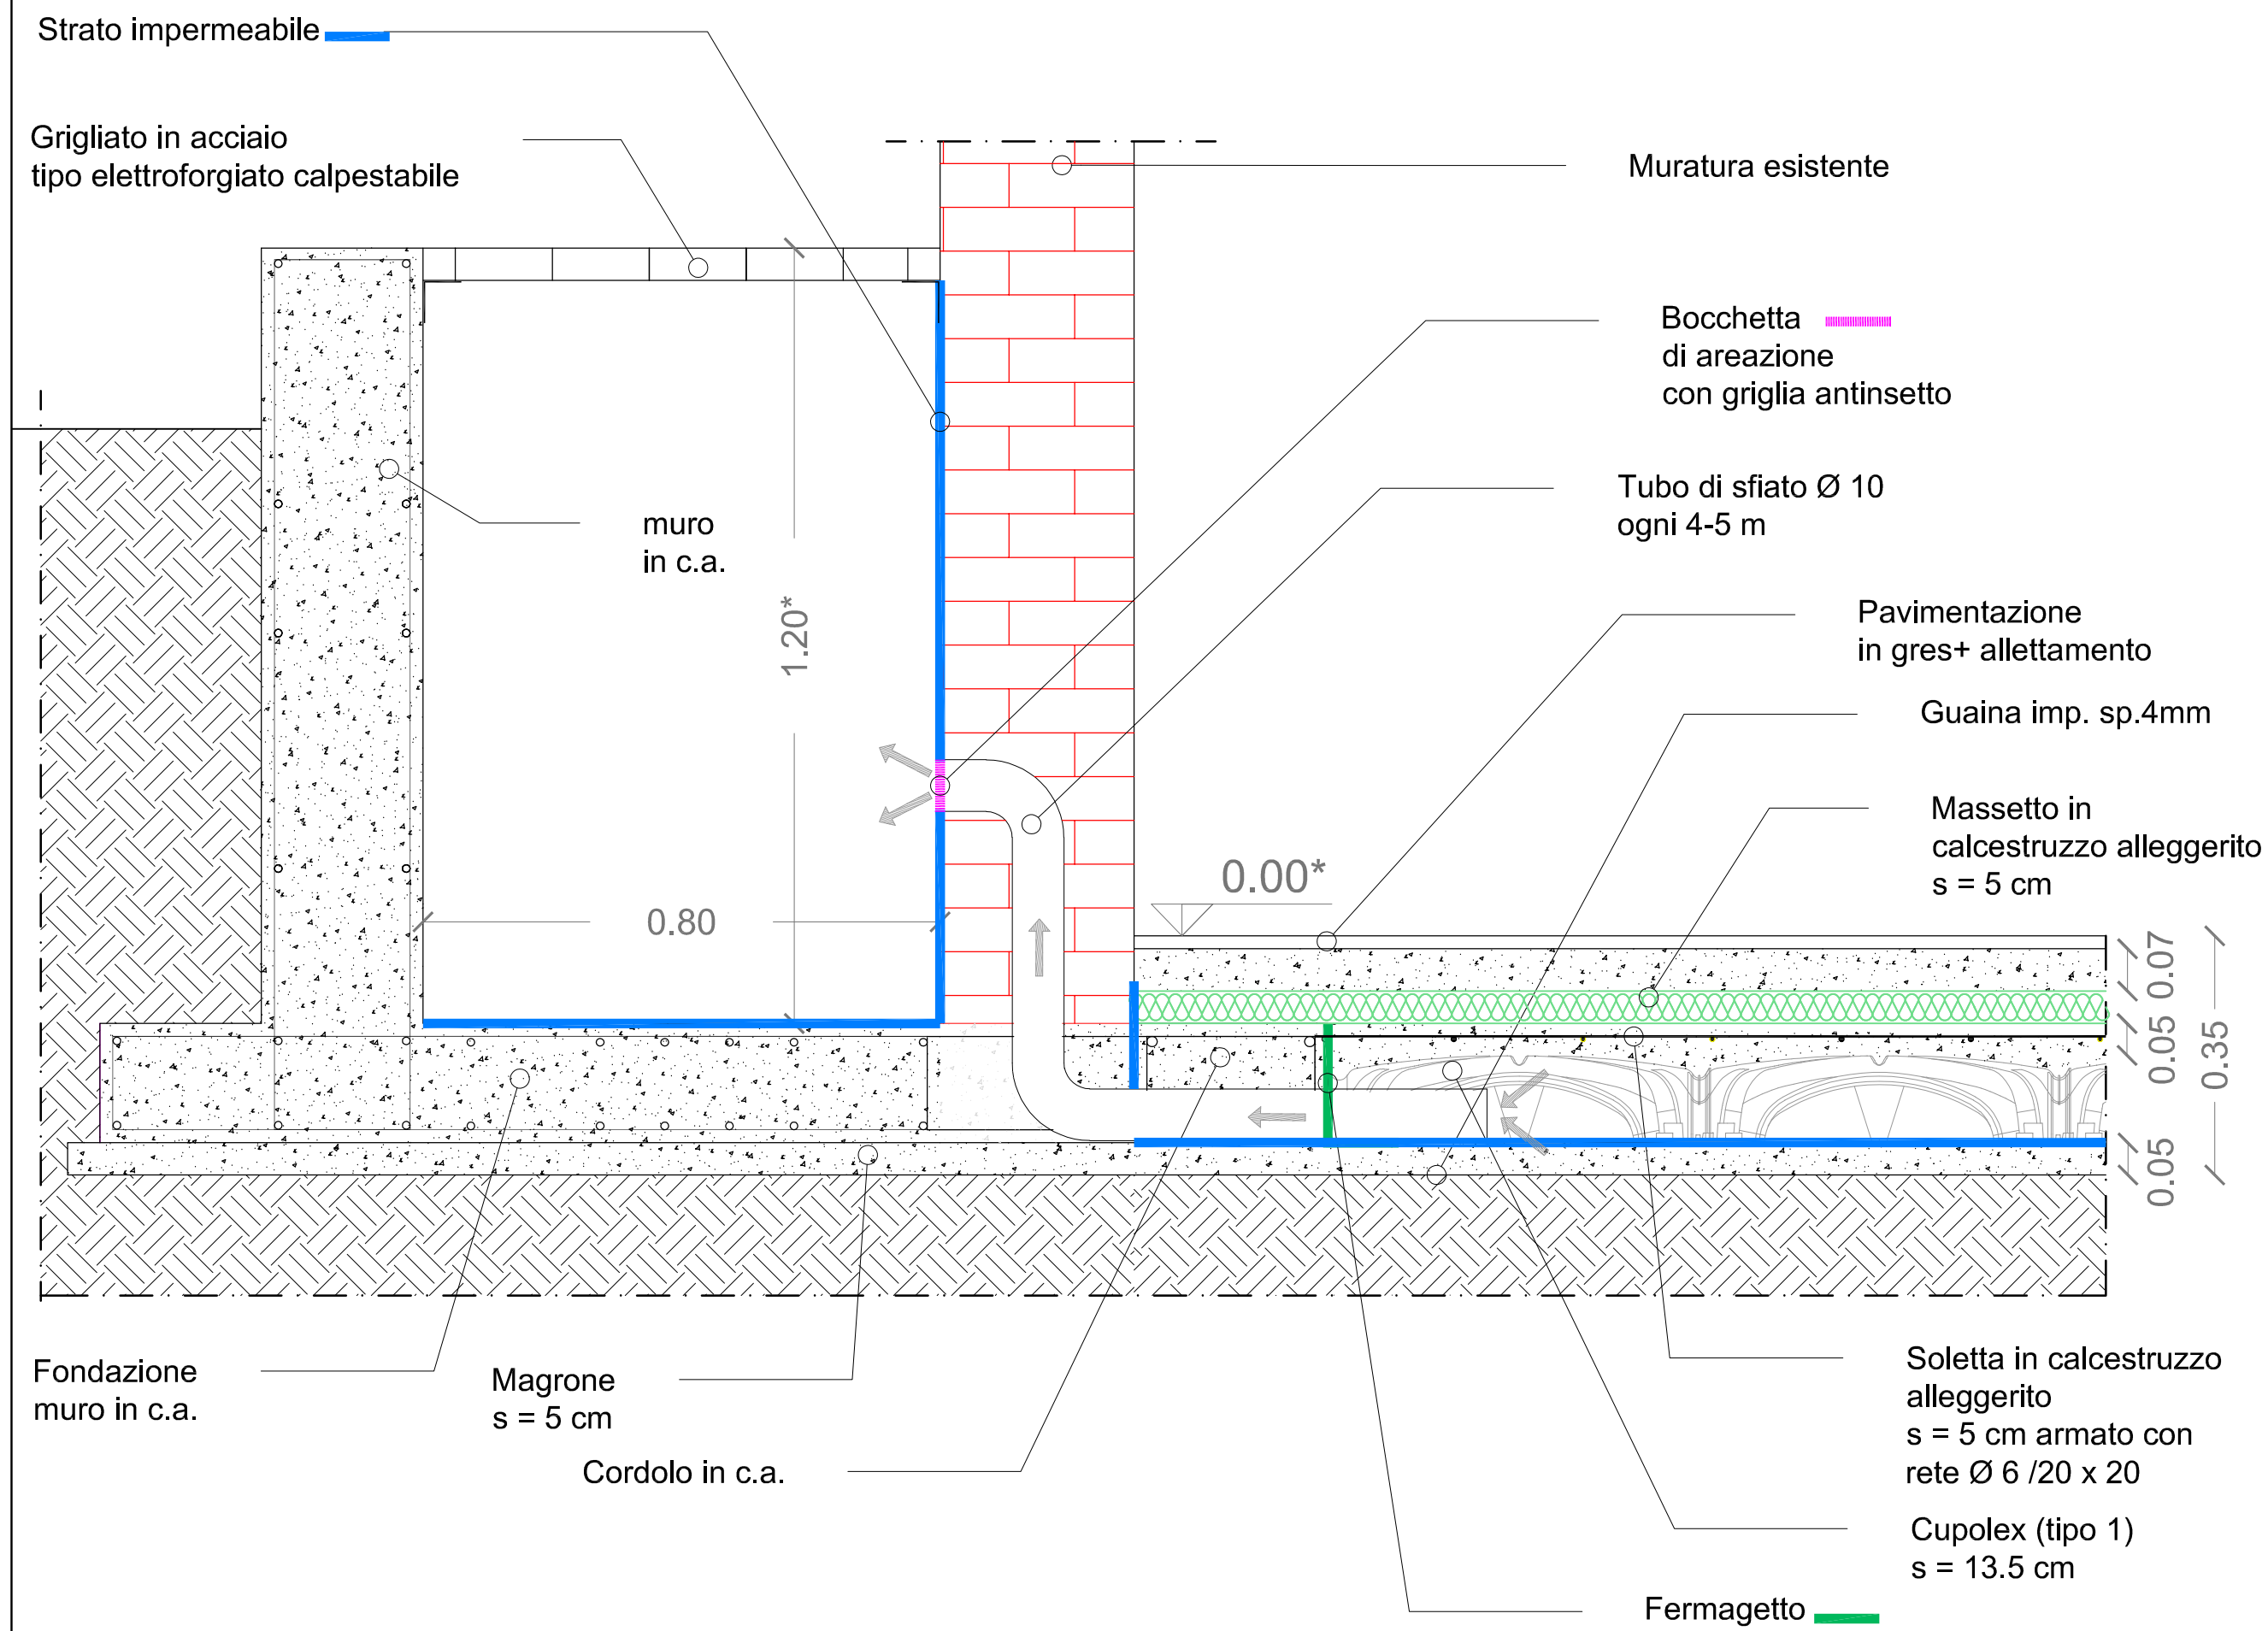 Strato impermeabile
Grigliato in acciaio
tipo elettroforgiato calpestabile
Muratura esistente
Bocchetta
di areazione
con griglia antinsetto
Tubo di sfiato Ø 10
ogni 4-5 m
muro
in c.a.
1.20*
Pavimentazione
in gres+ allettamento
Guaina imp. sp.4mm
Massetto in
calcestruzzo alleggerito
s = 5 cm
0.00*
0.80
0.07
0.05
0.35
0.05
Fondazione
muro in c.a.
Magrone
s = 5 cm
Cordolo in c.a.
Soletta in calcestruzzo
alleggerito
s = 5 cm armato con
rete Ø 6 /20 x 20
Cupolex (tipo 1)
s = 13.5 cm
Fermagetto